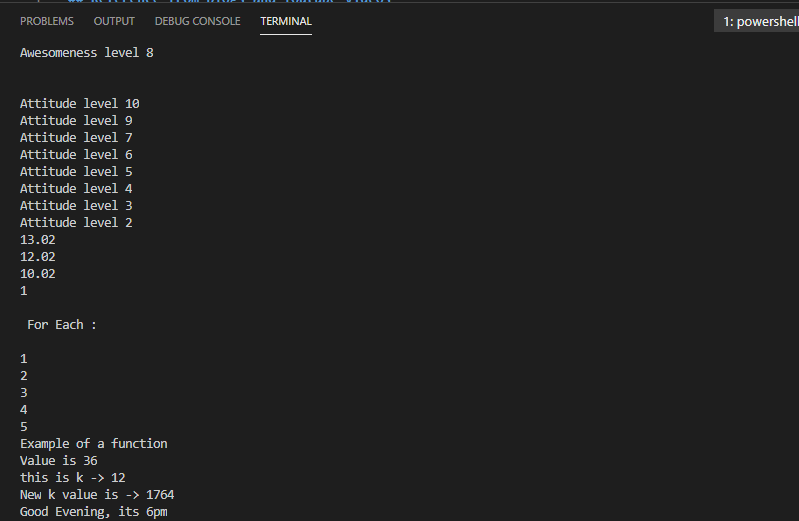 PROBLEMS OUTPUT DEBUG CONSOLE TERMINAL 1: powershell
Awesomeness level 8
Attitude level 10
Attitude level 9
Attitude level 7
Attitude level 6
Attitude level 5
Attitude level 4
Attitude level 3
Attitude level 2
13.02
12.02
10.02
1
For Each :
1
2
3
4
5
Example of a function
Value is 36
this is k -> 12
New k value is -> 1764
Good Evening, its 6pm